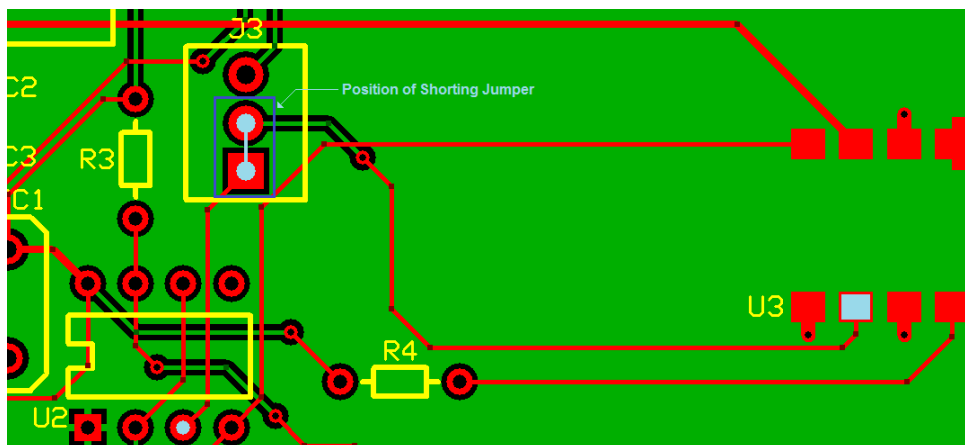 J3
C2
Position of Shorting Jumper
R3
C3
C1
U3
R4
U2